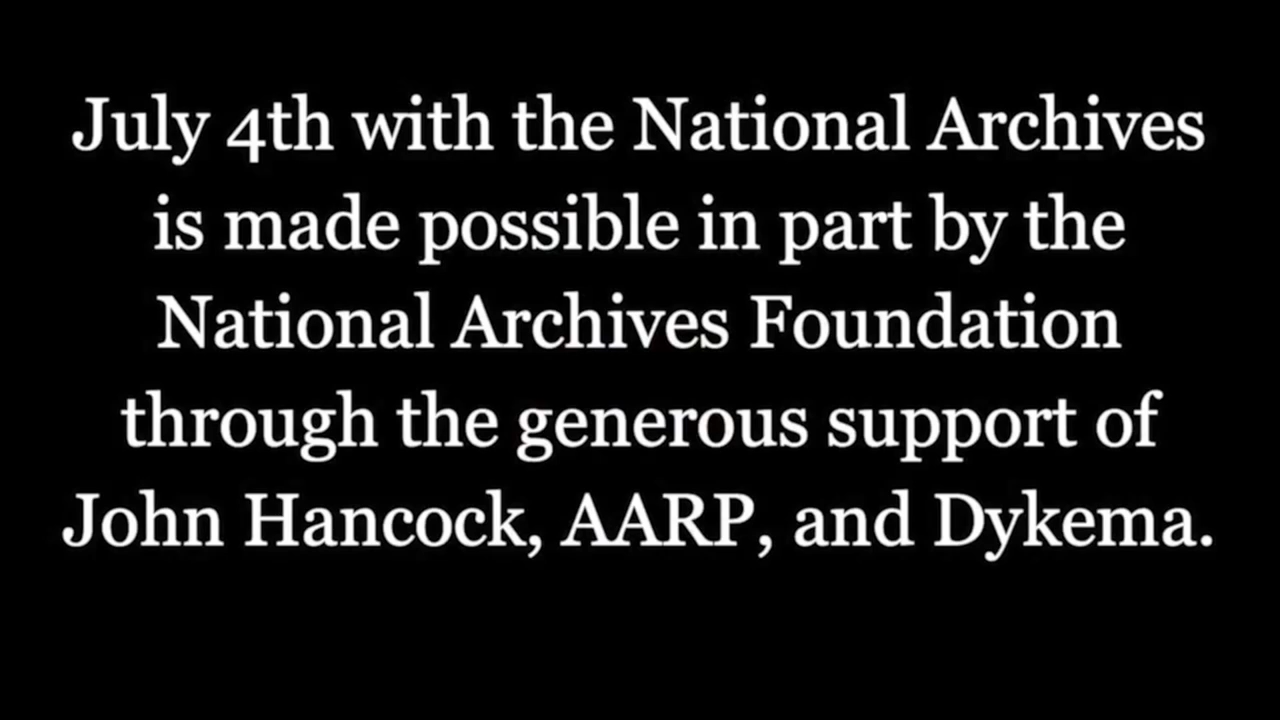 July 4th with the National Archives
is made possible in part by the
National Archives Foundation
through the generous support of
John Hancock, AARP, and Dykema.